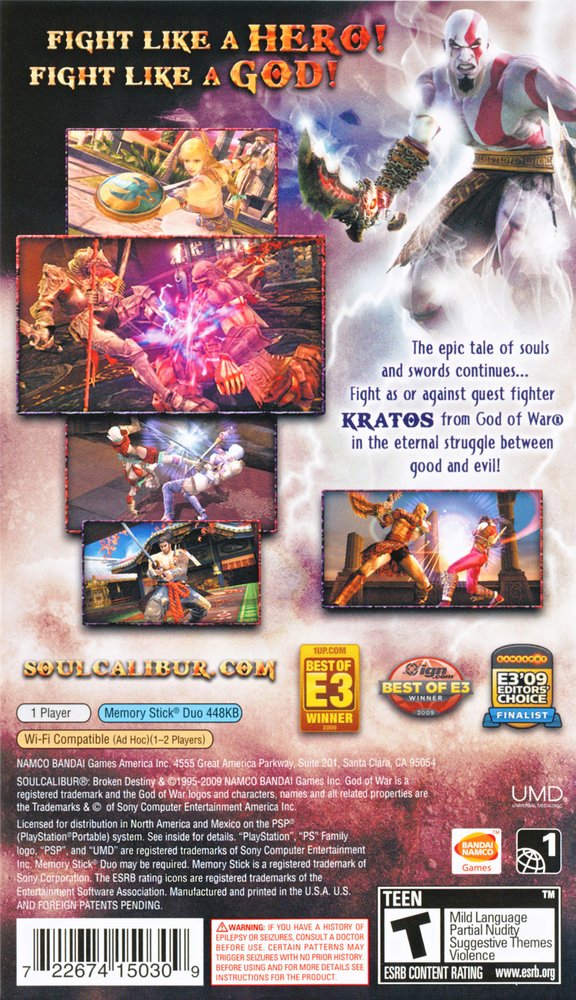 FIGHT LIKE A HERO!
FIGHT LIKE A GOD!
The epic tale of souls
and swords continues...
Fight as or against guest fighter
KRATOS from God of War®
in the eternal struggle between
good and evil!
SOULCALIBUR.COM
1UP.COM
BEST OF
E3
WINNER
2009
ign
.com
BEST OF E3
WINNER
2009
GAMESPOT
E3'09
EDITORS'
CHOICE
FINALIST
1 Player
Memory Stick® Duo 448KB
Wi-Fi Compatible (Ad Hoc)(1–2 Players)
NAMCO BANDAI Games America Inc. 4555 Great America Parkway, Suite 201, Santa Clara, CA 95054
SOULCALIBUR®: Broken Destiny & ©1995-2009 NAMCO BANDAI Games Inc. God of War is a
registered trademark and the God of War logos and characters, names and all related properties are
the Trademarks & © of Sony Computer Entertainment America Inc.
Licensed for distribution in North America and Mexico on the PSP®
(PlayStation®Portable) system. See inside for details. "PlayStation", "PS" Family
logo, "PSP", and "UMD" are registered trademarks of Sony Computer Entertainment
Inc. Memory Stick® Duo may be required. Memory Stick is a registered trademark of
Sony Corporation. The ESRB rating icons are registered trademarks of the
Entertainment Software Association. Manufactured and printed in the U.S.A. U.S.
AND FOREIGN PATENTS PENDING.
UMD
UNIVERSAL MEDIA DISC
BANDAI
NAMCO
Games
1
7 22674 15030 9
WARNING: IF YOU HAVE A HISTORY OF
EPILEPSY OR SEIZURES, CONSULT A DOCTOR
BEFORE USE. CERTAIN PATTERNS MAY
TRIGGER SEIZURES WITH NO PRIOR HISTORY.
BEFORE USING AND FOR MORE DETAILS SEE
INSTRUCTIONS FOR THIS PRODUCT.
TEEN ™
T
Mild Language
Partial Nudity
Suggestive Themes
Violence
ESRB CONTENT RATING www.esrb.org